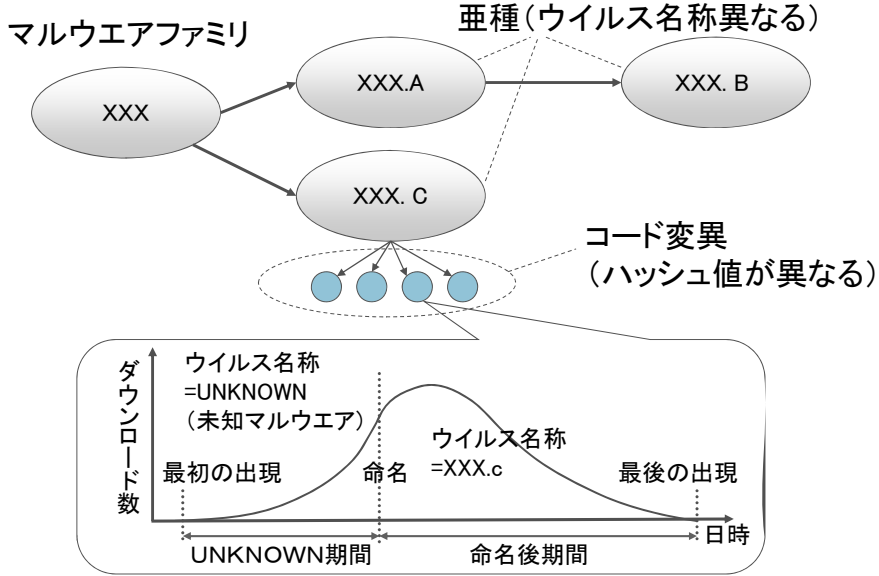 マルウエアファミリ
亜種（ウイルス名称異なる）
XXX
XXX.A
XXX. B
XXX. C
コード変異
（ハッシュ値が異なる）
ダウンロード数
ウイルス名称
=UNKNOWN
（未知マルウエア）
ウイルス名称
=XXX.c
最初の出現
命名
最後の出現
日時
UNKNOWN期間
命名後期間